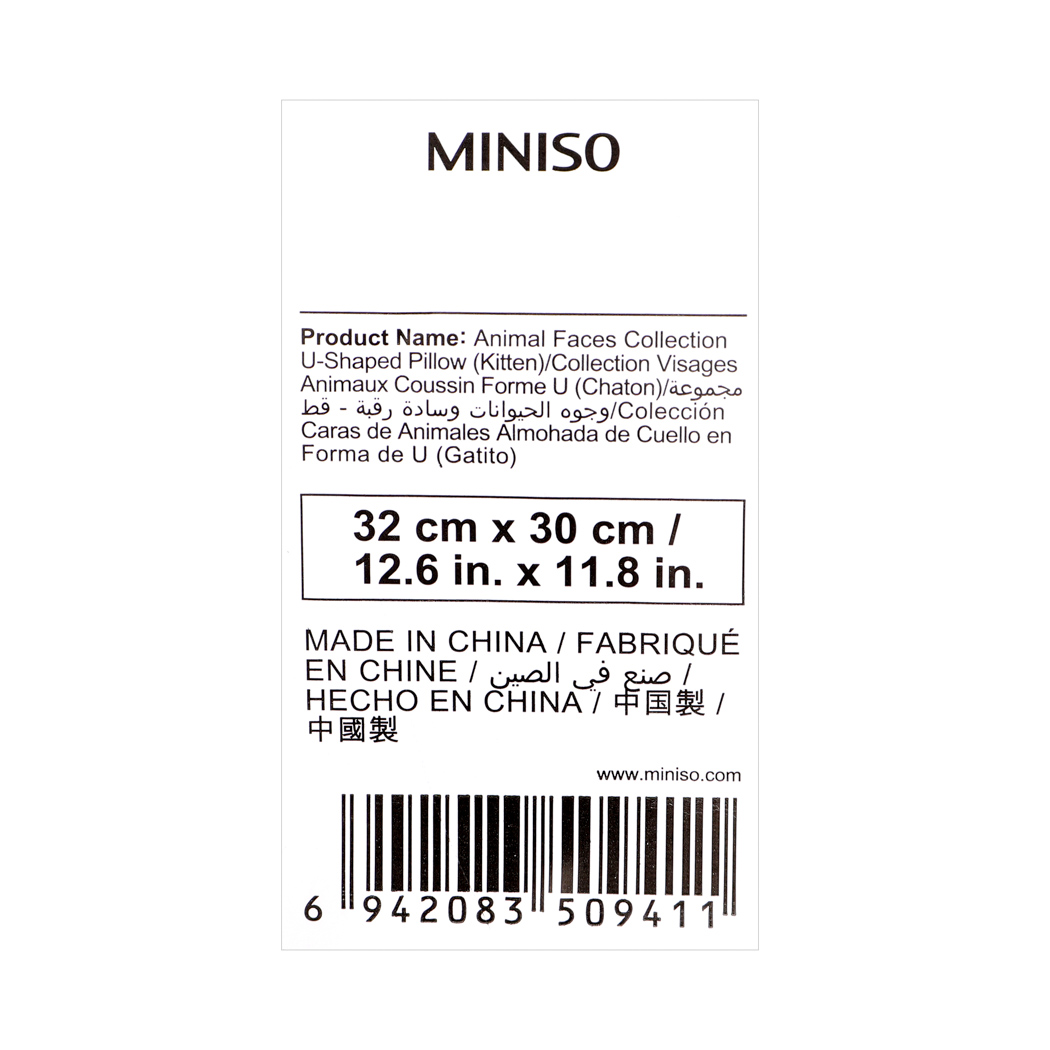 MINISO
Product Name: Animal Faces Collection
U-Shaped Pillow (Kitten)/Collection Visages
Animaux Coussin Forme U (Chaton)/مجموعة
وجوه الحيوانات وسادة رقبة - قط/Colección
Caras de Animales Almohada de Cuello en
Forma de U (Gatito)
32 cm x 30 cm /
12.6 in. x 11.8 in.
MADE IN CHINA / FABRIQUÉ
EN CHINE / صنع في الصين /
HECHO EN CHINA / 中国製 /
中國製
www.miniso.com
6 942083 509411